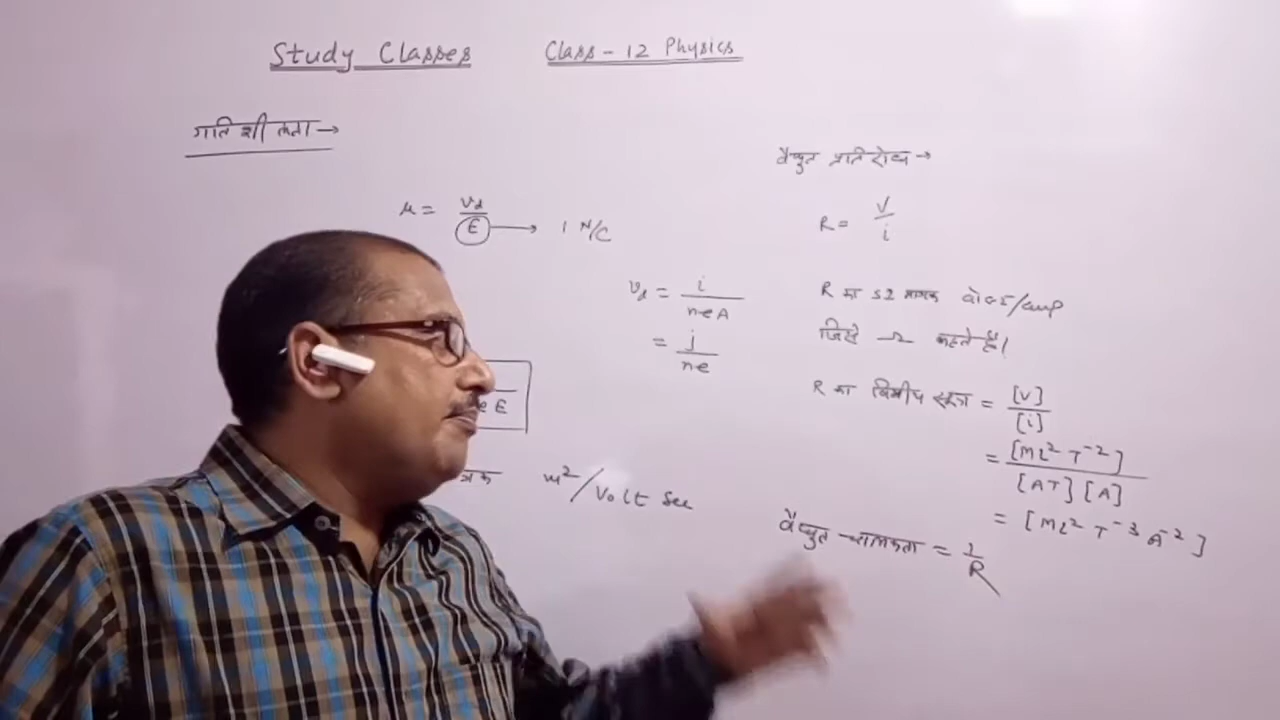 Study Classes Class - 12 Physics
गतिशीलता →
μ = vd/E → 1 N/C
vd = i/neA
= j/ne
e E
त्रक m²/Volt Sec
वैद्युत प्रतिरोध →
R = V/i
R का SI मात्रक वोल्ट/amp
जिसे Ω कहते हैं।
R का विमीय सूत्र = [V]/[i]
= [ML²T⁻²]/[AT][A]
= [ML²T⁻³A⁻²]
वैद्युत चालकता = 1/R